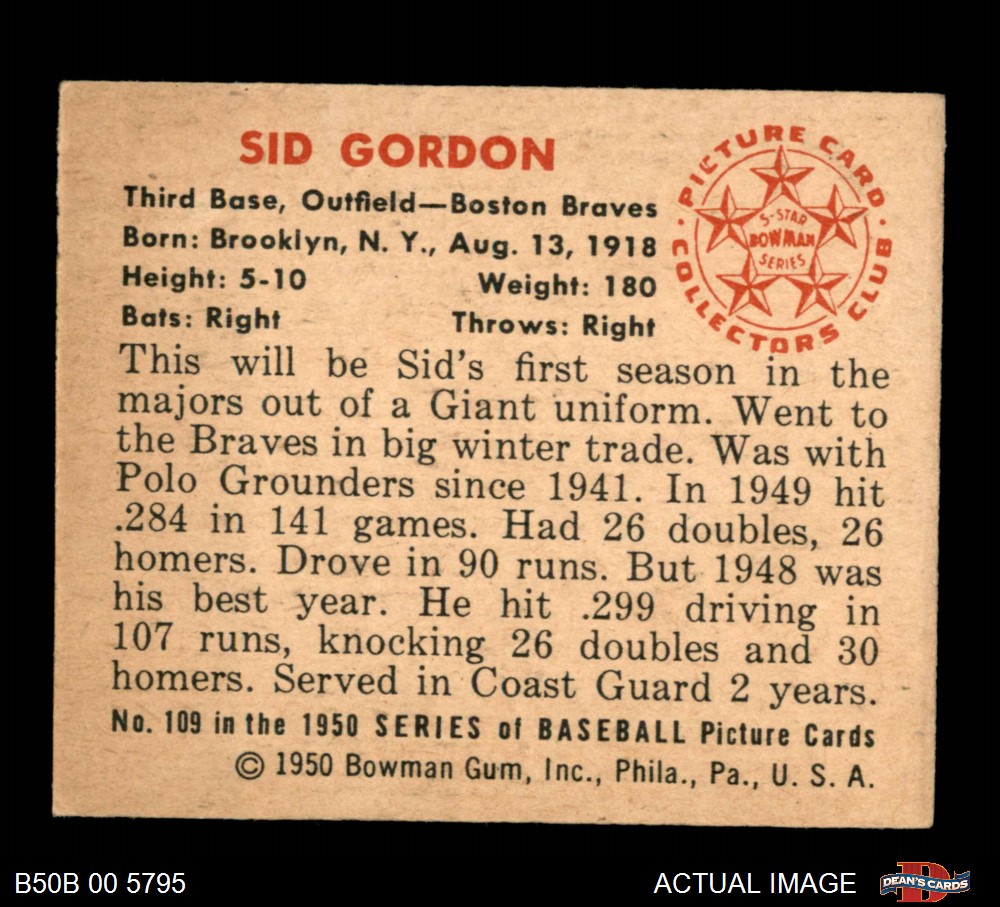 SID GORDON
Third Base, Outfield—Boston Braves
Born: Brooklyn, N. Y., Aug. 13, 1918
Height: 5-10 Weight: 180
Bats: Right Throws: Right
PICTURE CARD COLLECTORS CLUB
5-STAR
BOWMAN
SERIES
This will be Sid's first season in the
majors out of a Giant uniform. Went to
the Braves in big winter trade. Was with
Polo Grounders since 1941. In 1949 hit
.284 in 141 games. Had 26 doubles, 26
homers. Drove in 90 runs. But 1948 was
his best year. He hit .299 driving in
107 runs, knocking 26 doubles and 30
homers. Served in Coast Guard 2 years.
No. 109 in the 1950 SERIES of BASEBALL Picture Cards
© 1950 Bowman Gum, Inc., Phila., Pa., U. S. A.
B50B 00 5795 ACTUAL IMAGE
DEAN'S CARDS